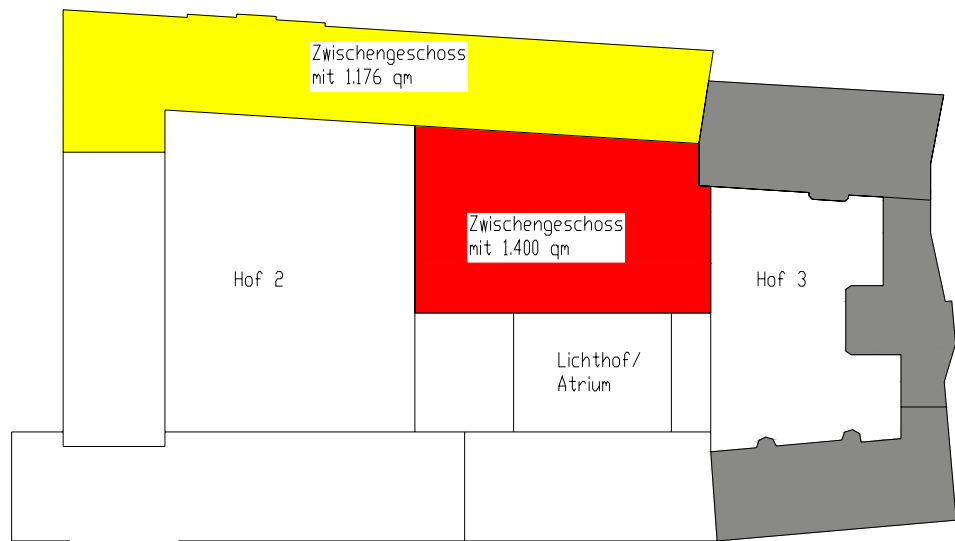 Zwischengeschoss
mit 1.176 qm
Zwischengeschoss
mit 1.400 qm
Hof 2
Hof 3
Lichthof/
Atrium